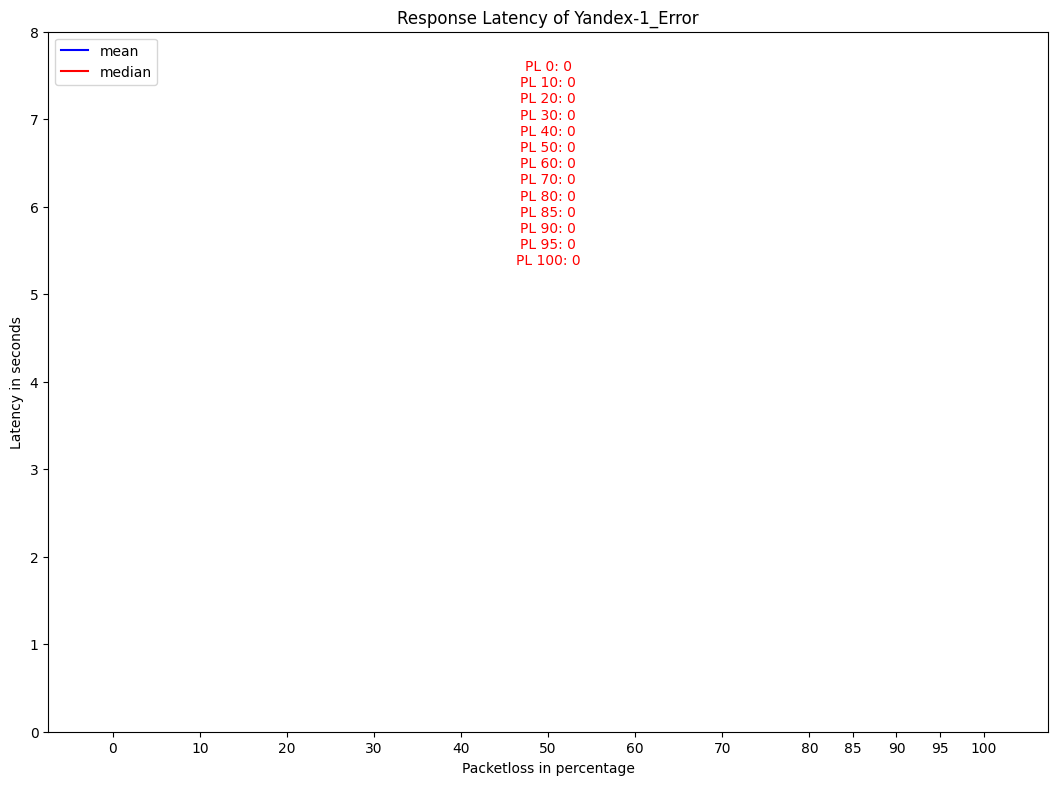 Response Latency of Yandex-1_Error
mean
median
PL 0: 0
PL 10: 0
PL 20: 0
PL 30: 0
PL 40: 0
PL 50: 0
PL 60: 0
PL 70: 0
PL 80: 0
PL 85: 0
PL 90: 0
PL 95: 0
PL 100: 0
Latency in seconds
8
7
6
5
4
3
2
1
0
0 10 20 30 40 50 60 70 80 85 90 95 100
Packetloss in percentage